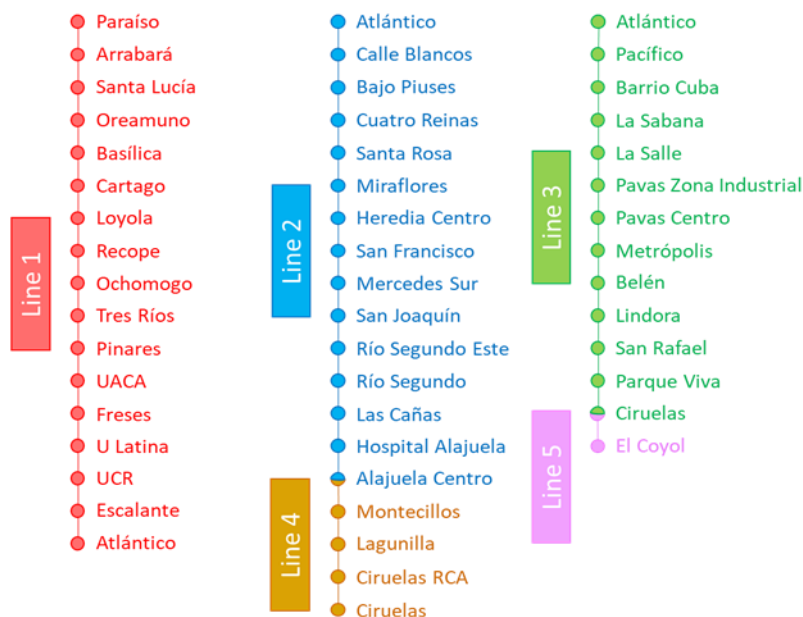 Line 1
Paraíso
Arrabará
Santa Lucía
Oreamuno
Basílica
Cartago
Loyola
Recope
Ochomogo
Tres Ríos
Pinares
UACA
Freses
U Latina
UCR
Escalante
Atlántico
Line 2
Atlántico
Calle Blancos
Bajo Piuses
Cuatro Reinas
Santa Rosa
Miraflores
Heredia Centro
San Francisco
Mercedes Sur
San Joaquín
Río Segundo Este
Río Segundo
Las Cañas
Hospital Alajuela
Alajuela Centro
Line 4
Montecillos
Lagunilla
Ciruelas RCA
Ciruelas
Line 3
Atlántico
Pacífico
Barrio Cuba
La Sabana
La Salle
Pavas Zona Industrial
Pavas Centro
Metrópolis
Belén
Lindora
San Rafael
Parque Viva
Ciruelas
Line 5
El Coyol